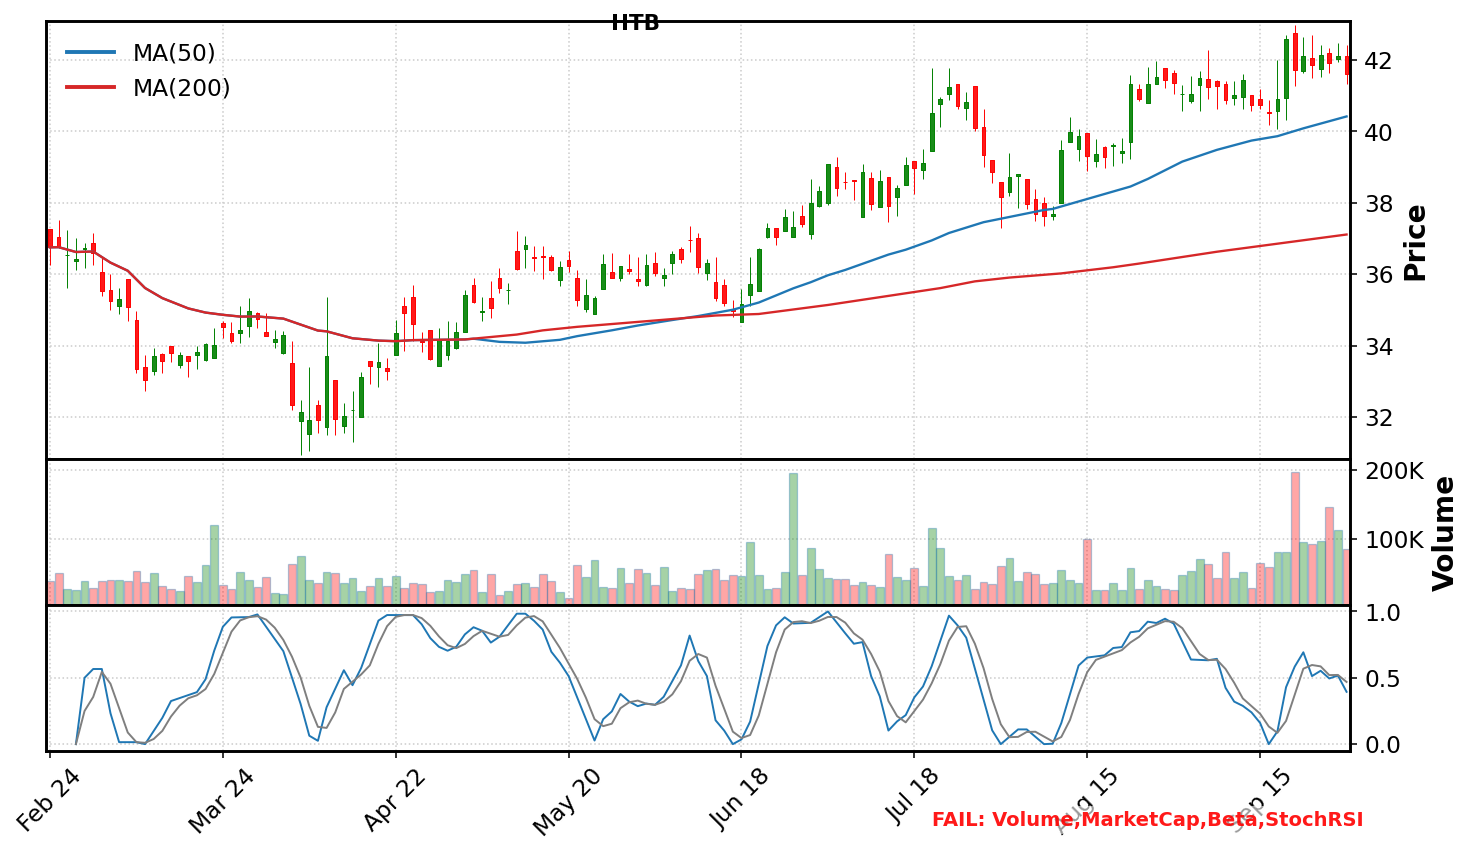 HTB
MA(50)
MA(200)
42
40
38
36
34
32
Price
200K
100K
Volume
1.0
0.5
0.0
Feb 24
Mar 24
Apr 22
May 20
Jun 18
Jul 18
Aug 15
Sep 15
FAIL: Volume,MarketCap,Beta,StochRSI